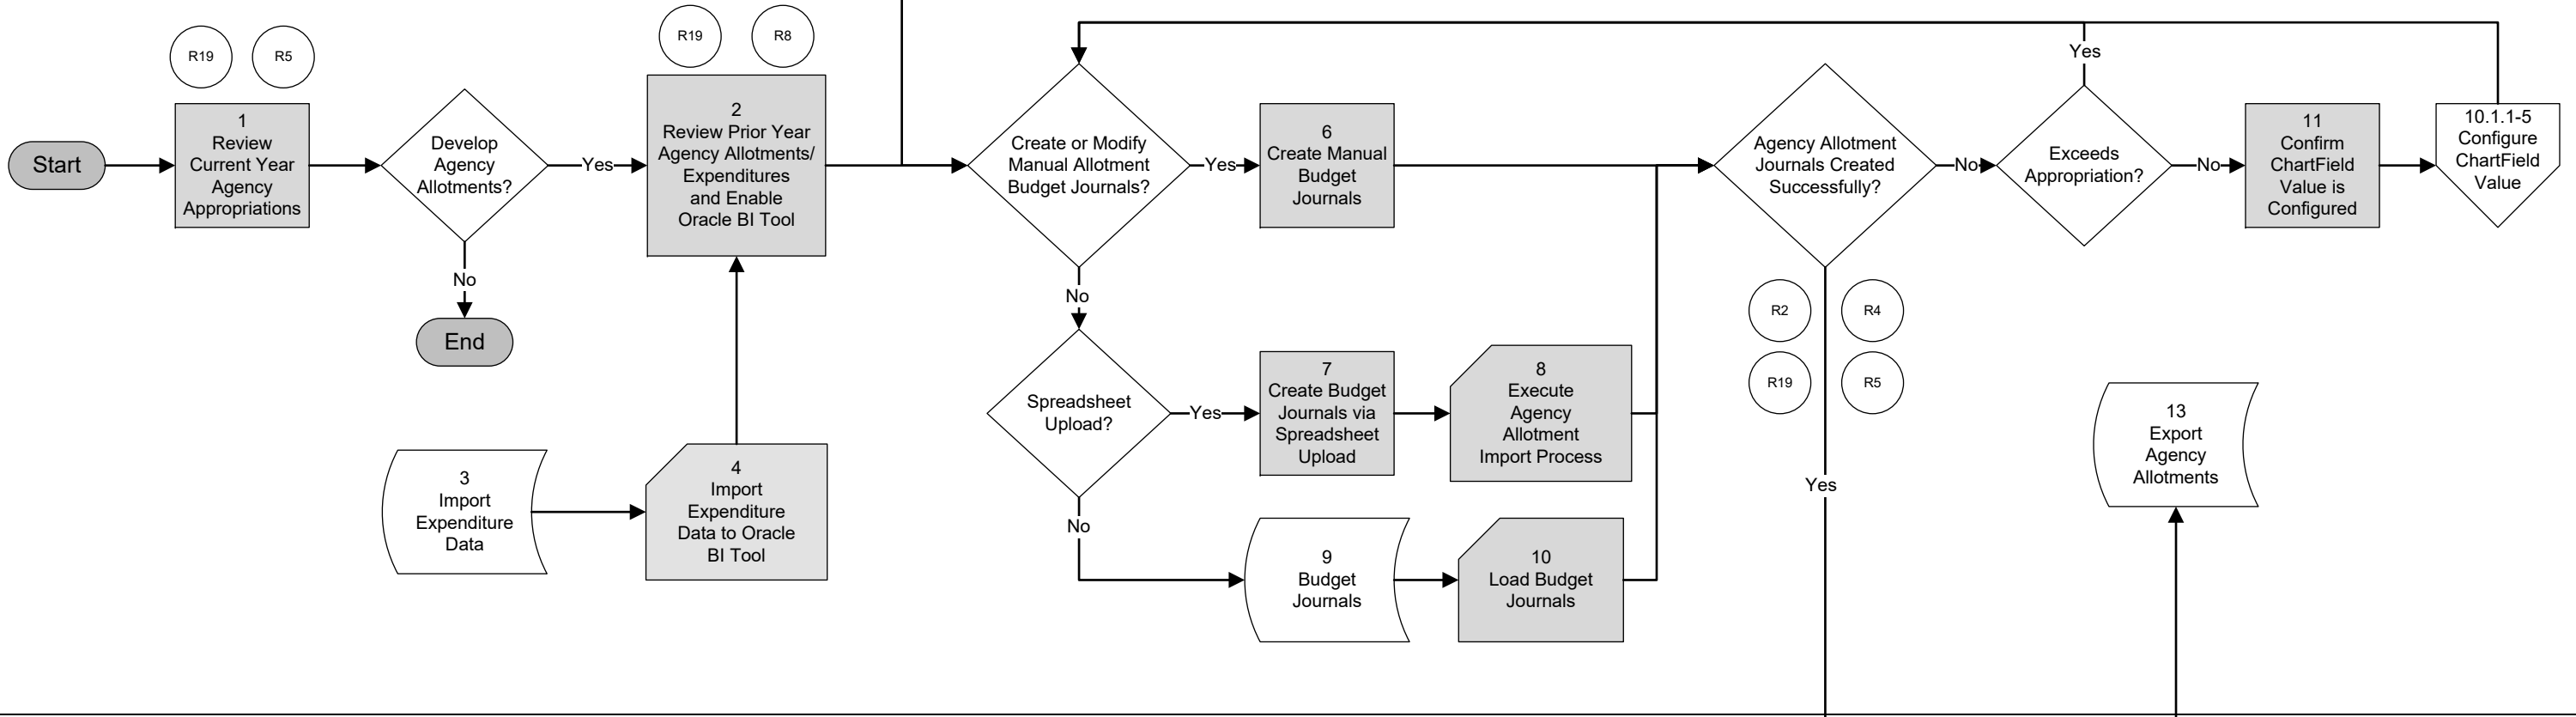 R19
R5
R19
R8
Start
1
Review
Current Year
Agency
Appropriations
Develop
Agency
Allotments?
Yes
No
End
2
Review Prior Year
Agency Allotments/
Expenditures
and Enable
Oracle BI Tool
3
Import
Expenditure
Data
4
Import
Expenditure
Data to Oracle
BI Tool
Create or Modify
Manual Allotment
Budget Journals?
Yes
No
6
Create Manual
Budget
Journals
Spreadsheet
Upload?
Yes
No
7
Create Budget
Journals via
Spreadsheet
Upload
8
Execute
Agency
Allotment
Import Process
9
Budget
Journals
10
Load Budget
Journals
Agency Allotment
Journals Created
Successfully?
No
R2
R4
R19
R5
Yes
Exceeds
Appropriation?
Yes
No
11
Confirm
ChartField
Value is
Configured
10.1.1-5
Configure
ChartField
Value
13
Export
Agency
Allotments